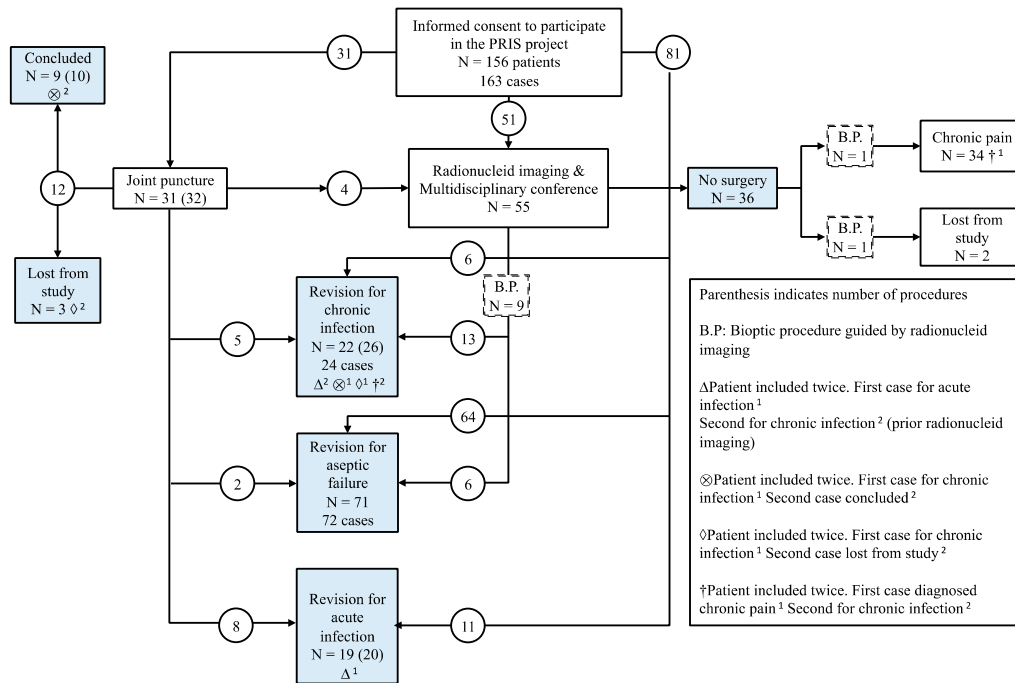 Informed consent to participate
in the PRIS project
N = 156 patients
163 cases
31
81
51
Concluded
N = 9 (10)
⊗ ²
12
Joint puncture
N = 31 (32)
4
Radionucleid imaging &
Multidisciplinary conference
N = 55
No surgery
N = 36
B.P.
N = 1
Chronic pain
N = 34 † ¹
B.P.
N = 1
Lost from
study
N = 2
Lost from
study
N = 3 ◊ ²
6
B.P.
N = 9
Revision for
chronic
infection
N = 22 (26)
24 cases
Δ² ⊗¹ ◊¹ †²
5
13
64
Revision for
aseptic
failure
N = 71
72 cases
2
6
Revision for
acute
infection
N = 19 (20)
Δ ¹
8
11
Parenthesis indicates number of procedures
B.P: Bioptic procedure guided by radionucleid
imaging
ΔPatient included twice. First case for acute
infection ¹
Second for chronic infection ² (prior radionucleid
imaging)
⊗Patient included twice. First case for chronic
infection ¹ Second case concluded ²
◊Patient included twice. First case for chronic
infection ¹ Second case lost from study ²
†Patient included twice. First case diagnosed
chronic pain ¹ Second for chronic infection ²